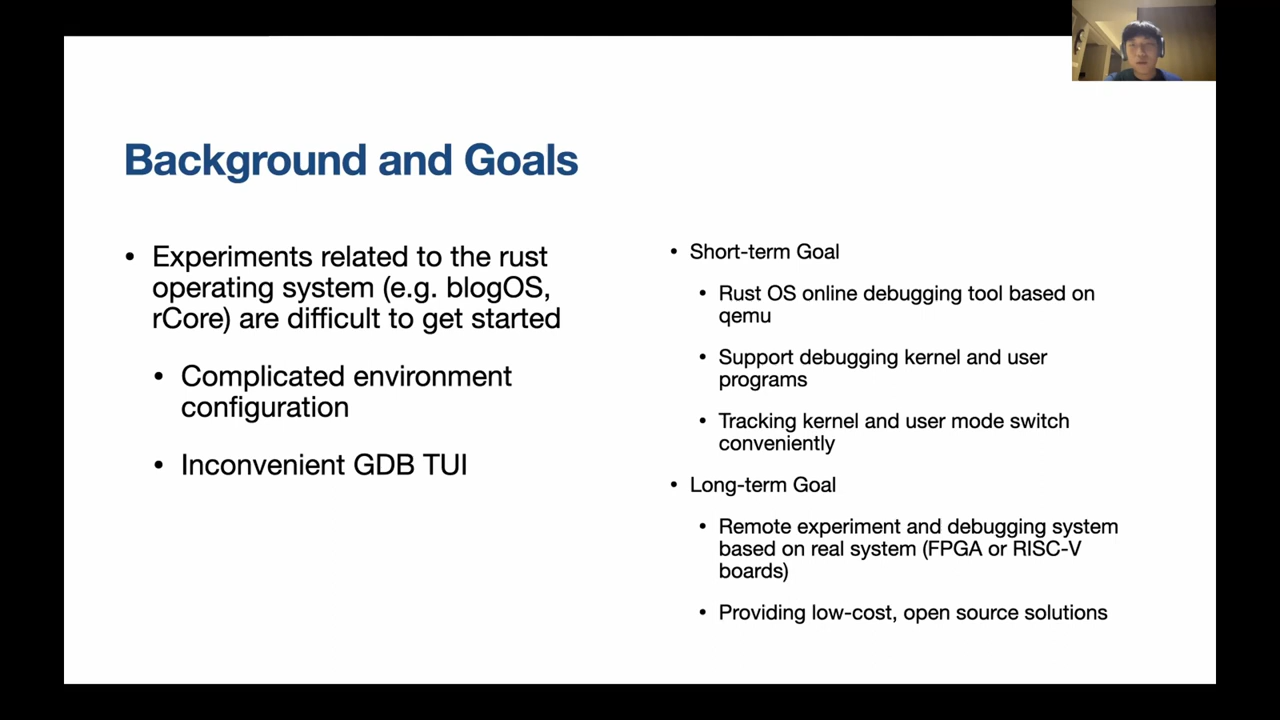 Background and Goals
• Experiments related to the rust
operating system (e.g. blogOS,
rCore) are difficult to get started
• Complicated environment
configuration
• Inconvenient GDB TUI
• Short-term Goal
• Rust OS online debugging tool based on
qemu
• Support debugging kernel and user
programs
• Tracking kernel and user mode switch
conveniently
• Long-term Goal
• Remote experiment and debugging system
based on real system (FPGA or RISC-V
boards)
• Providing low-cost, open source solutions